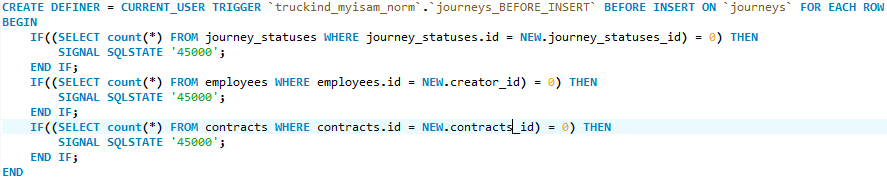 CREATE DEFINER = CURRENT_USER TRIGGER `truckind_myisam_norm`.`journeys_BEFORE_INSERT` BEFORE INSERT ON `journeys` FOR EACH ROW
BEGIN
    IF((SELECT count(*) FROM journey_statuses WHERE journey_statuses.id = NEW.journey_statuses_id) = 0) THEN
        SIGNAL SQLSTATE '45000';
    END IF;
    IF((SELECT count(*) FROM employees WHERE employees.id = NEW.creator_id) = 0) THEN
        SIGNAL SQLSTATE '45000';
    END IF;
    IF((SELECT count(*) FROM contracts WHERE contracts.id = NEW.contracts_id) = 0) THEN
        SIGNAL SQLSTATE '45000';
    END IF;
END